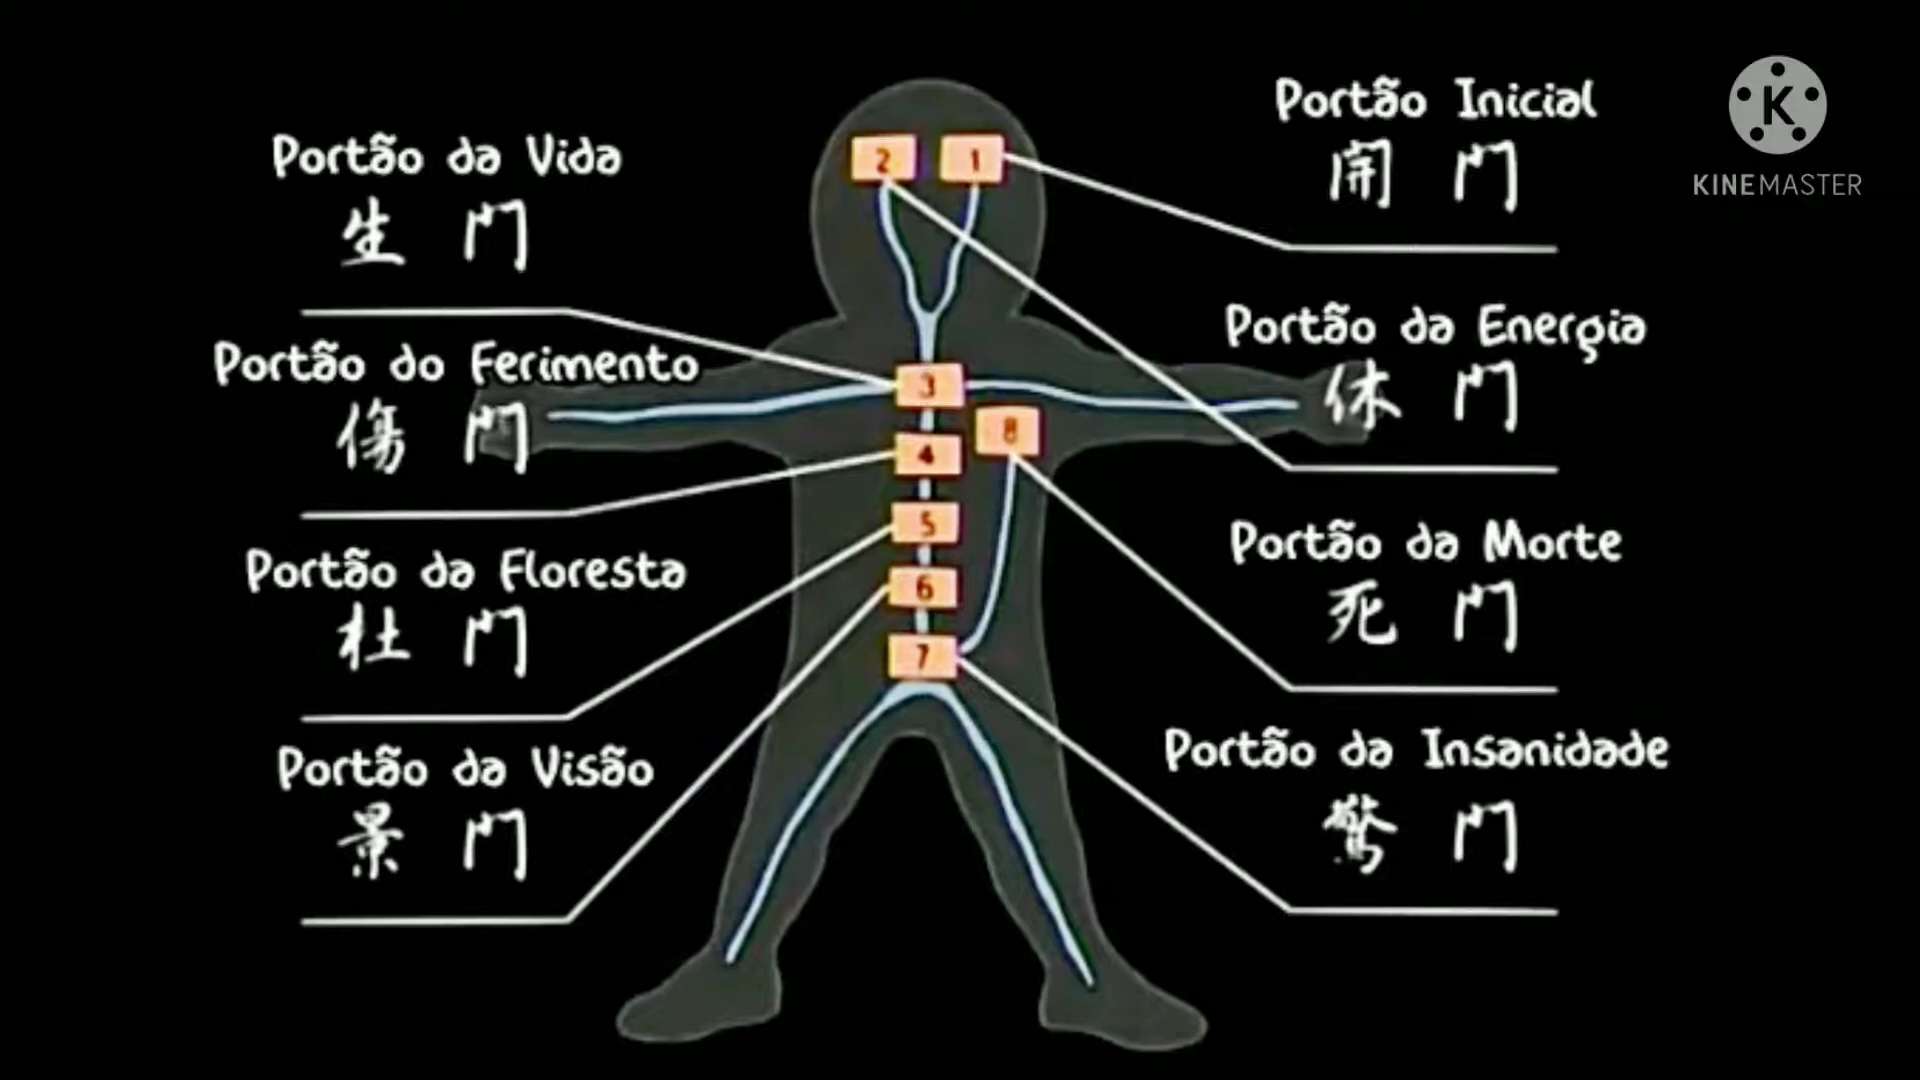 Portão da Vida
生 門
Portão do Ferimento
傷 門
Portão da Floresta
杜 門
Portão da Visão
景 門
2 1
3
8
4
5
6
7
Portão Inicial
開 門
Portão da Energia
休 門
Portão da Morte
死 門
Portão da Insanidade
驚 門
K
KINEMASTER